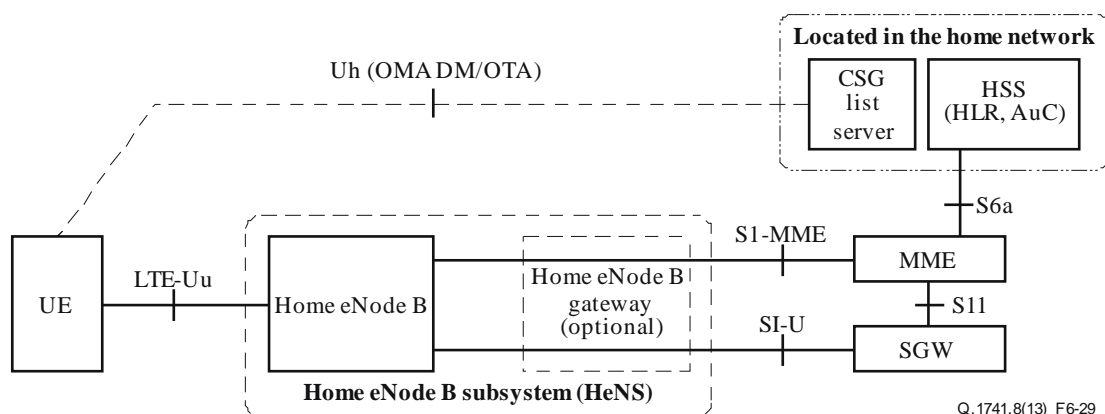 Located in the home network
Uh (OMA DM/OTA)
CSG
list
server
HSS
(HLR, AuC)
S6a
S1-MME
MME
UE
LTE-Uu
Home eNode B
Home eNode B
gateway
(optional)
S11
SI-U
SGW
Home eNode B subsystem (HeNS)
Q.1741.8(13)_F6-29